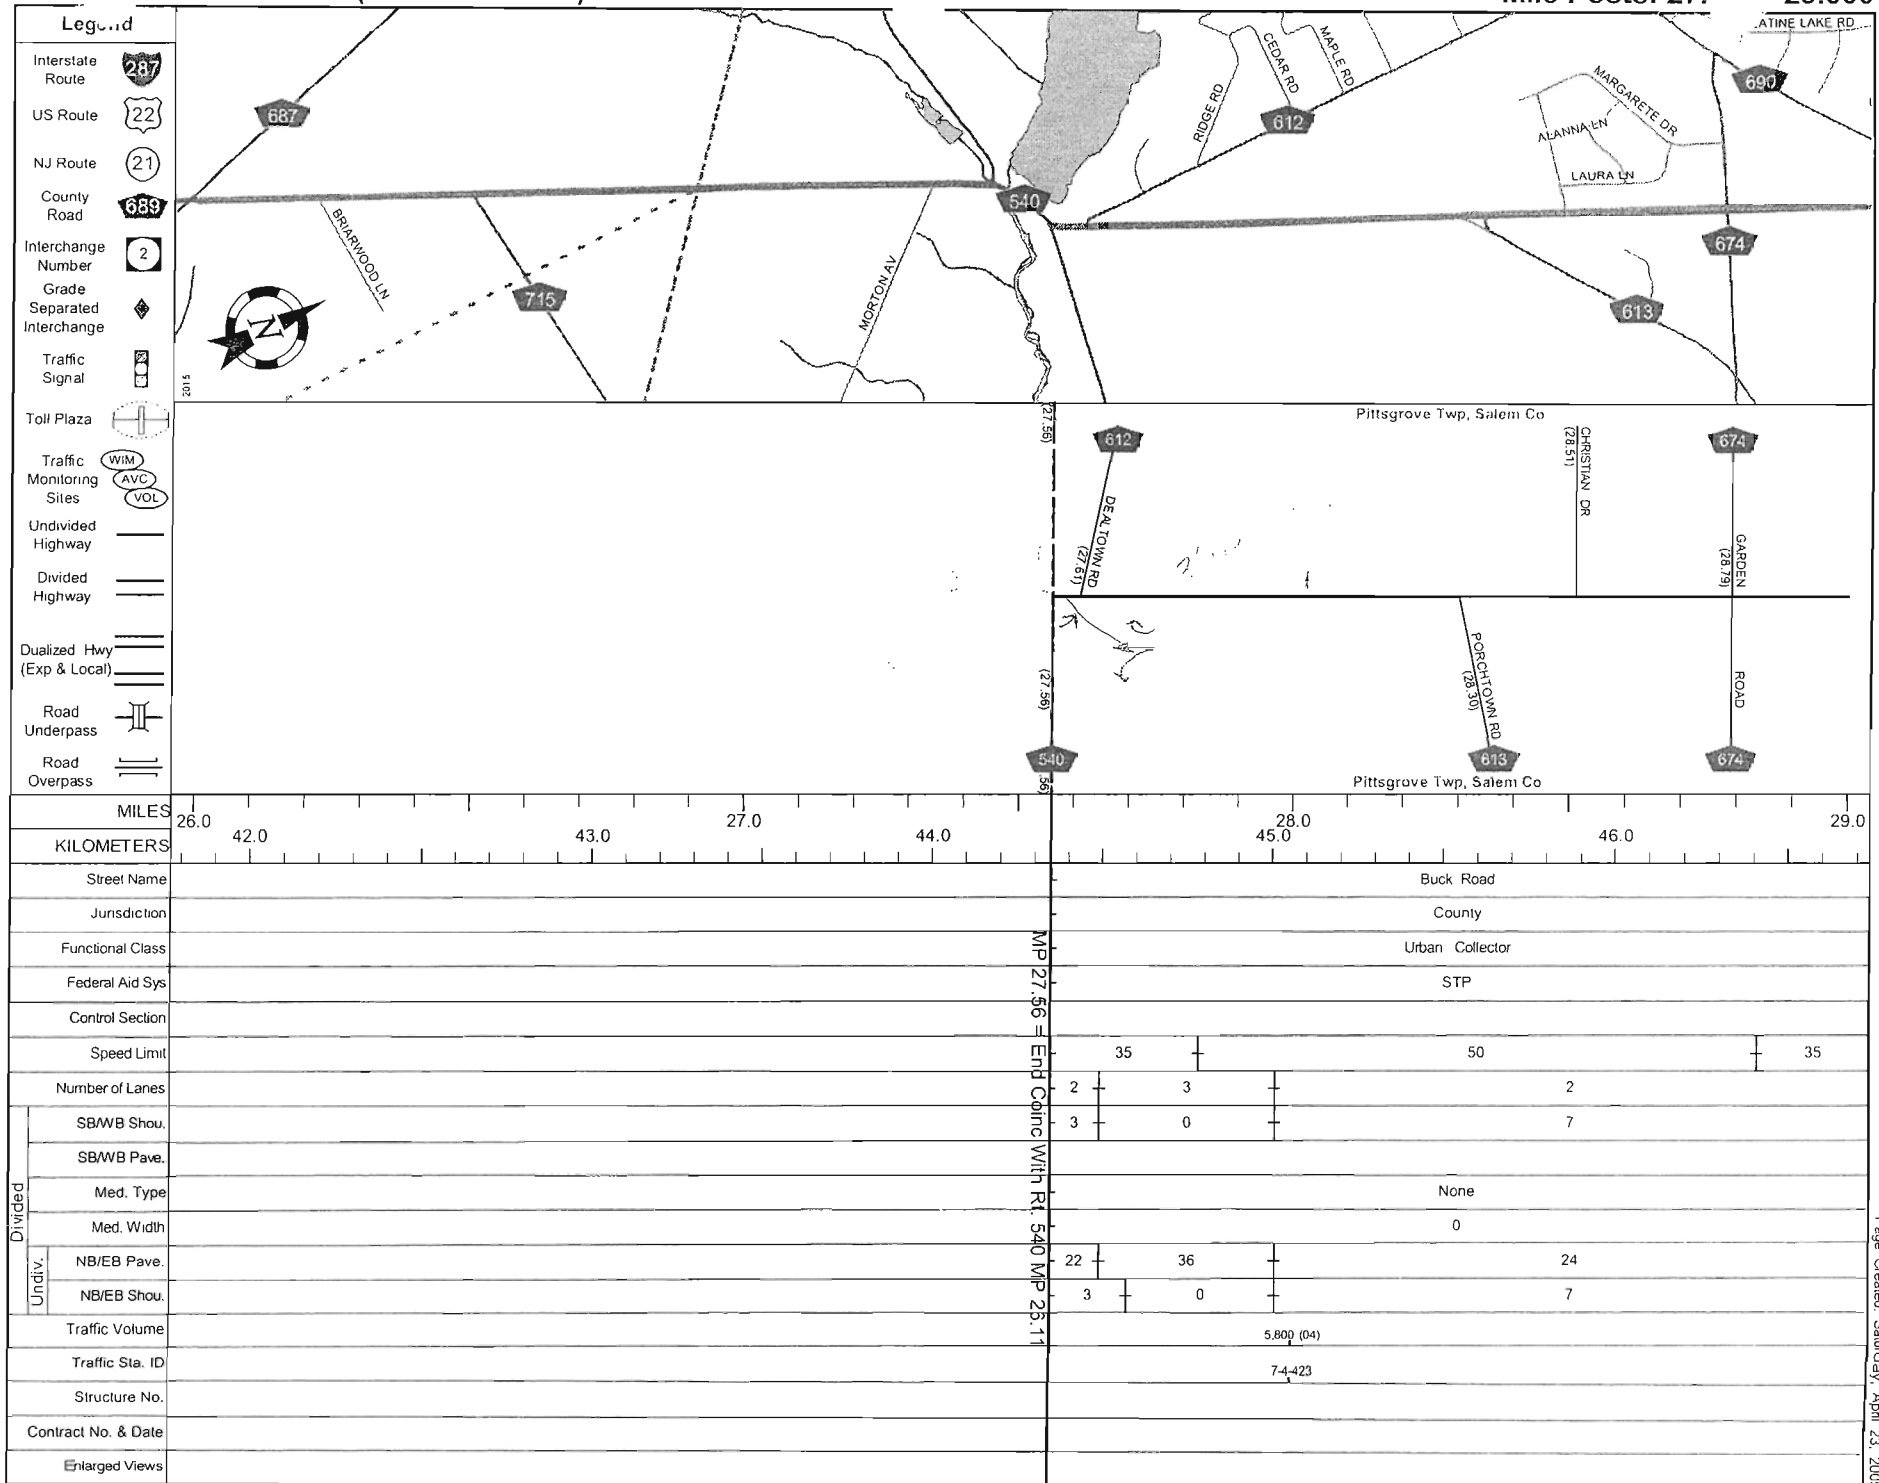 Legend
Interstate
Route
287
US Route
22
NJ Route
21
County
Road
689
Interchange
Number
2
Grade
Separated
Interchange
Traffic
Signal
Toll Plaza
Traffic
Monitoring
Sites
WIM
AVC
VOL
Undivided
Highway
Divided
Highway
Dualized Hwy
(Exp & Local)
Road
Underpass
Road
Overpass
687
BRIARWOOD LN
N
2015
715
MORTON AV
540
RIDGE RD
CEDAR RD
MAPLE RD
612
ATINE LAKE RD
690
MARGARETE DR
ALANNA LN
LAURA LN
674
613
Pittsgrove Twp, Salem Co
(27.56)
612
DEALTOWN RD
(27.61)
CHRISTIAN DR
(28.51)
674
GARDEN
(28.79)
(27.56)
540
PORCHTOWN RD
(28.30)
613
ROAD
674
Pittsgrove Twp, Salem Co
MILES
26.0 27.0 28.0 29.0
KILOMETERS
42.0 43.0 44.0 45.0 46.0
Street Name Buck Road
Jurisdiction County
Functional Class Urban Collector
Federal Aid Sys STP
Control Section
Speed Limit 35 50 35
Number of Lanes 2 3 2
Divided
SB/WB Shou. 3 0 7
SB/WB Pave.
Med. Type None
Med. Width 0
Undiv.
NB/EB Pave. 22 36 24
NB/EB Shou. 3 0 7
Traffic Volume 5,800 (04)
Traffic Sta. ID 7-4-423
Structure No.
Contract No. & Date
Enlarged Views
MP 27.56 = End Coinc With Rt. 540 MP 26.11